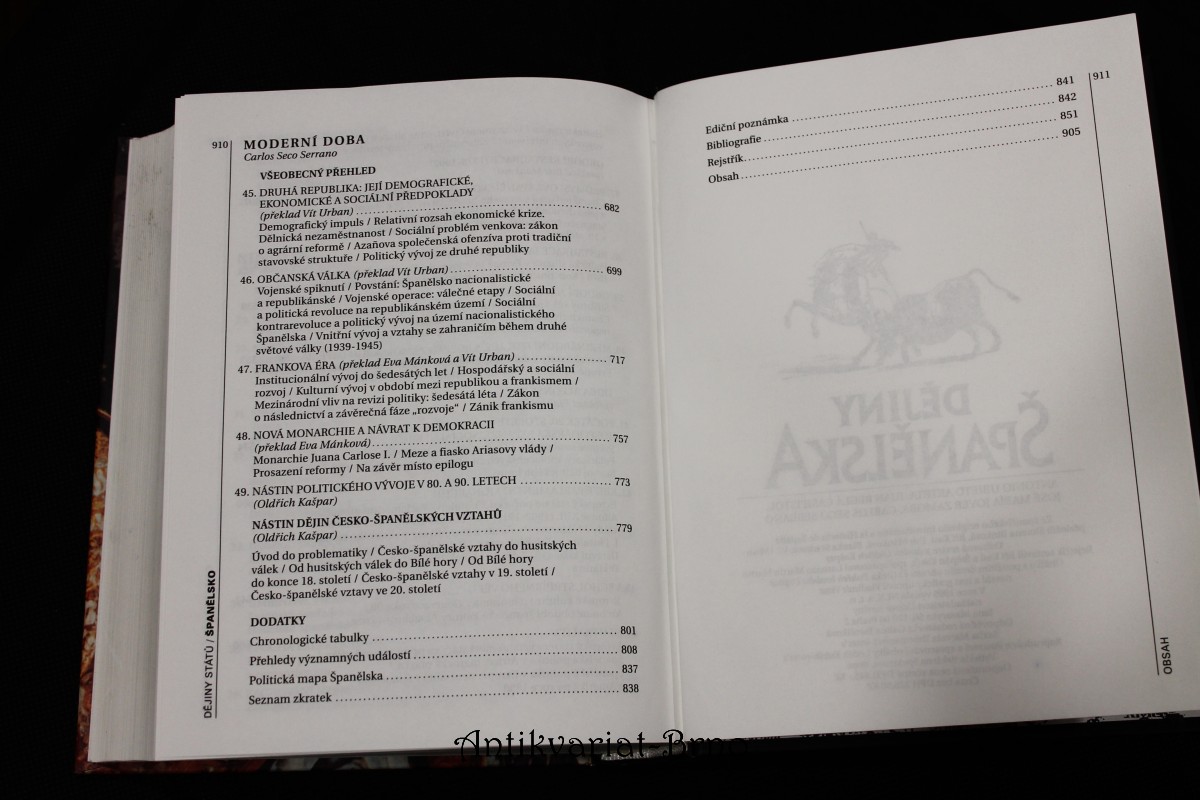 910
MODERNÍ DOBA
Carlos Seco Serrano
VŠEOBECNÝ PŘEHLED
45. DRUHÁ REPUBLIKA: JEJÍ DEMOGRAFICKÉ,
EKONOMICKÉ A SOCIÁLNÍ PŘEDPOKLADY
(překlad Vít Urban) ........ 682
Demografický impuls / Relativní rozsah ekonomické krize.
Dělnická nezaměstnanost / Sociální problém venkova: zákon
o agrární reformě / Azaňova společenská ofenzíva proti tradiční
stavovské struktuře / Politický vývoj ze druhé republiky
46. OBČANSKÁ VÁLKA (překlad Vít Urban) ........ 699
Vojenské spiknutí / Povstání: Španělsko nacionalistické
a republikánské / Vojenské operace: válečné etapy / Sociální
a politická revoluce na republikánském území / Sociální
kontrarevoluce a politický vývoj na území nacionalistického
Španělska / Vnitřní vývoj a vztahy se zahraničím během druhé
světové války (1939-1945)
47. FRANKOVA ÉRA (překlad Eva Mánková a Vít Urban) ........ 717
Institucionální vývoj do šedesátých let / Hospodářský a sociální
rozvoj / Kulturní vývoj v období mezi republikou a frankismem /
Mezinárodní vliv na revizi politiky: šedesátá léta / Zákon
o následnictví a závěrečná fáze „rozvoje“ / Zánik frankismu
48. NOVÁ MONARCHIE A NÁVRAT K DEMOKRACII
(překlad Eva Mánková) ........ 757
Monarchie Juana Carlose I. / Meze a fiasko Ariasovy vlády /
Prosazení reformy / Na závěr místo epilogu
49. NÁSTIN POLITICKÉHO VÝVOJE V 80. A 90. LETECH ........ 773
(Oldřich Kašpar)
NÁSTIN DĚJIN ČESKO-ŠPANĚLSKÝCH VZTAHŮ
(Oldřich Kašpar) ........ 779
Úvod do problematiky / Česko-španělské vztahy do husitských
válek / Od husitských válek do Bílé hory / Od Bílé hory
do konce 18. století / Česko-španělské vztahy v 19. století /
Česko-španělské vztavy ve 20. století
DODATKY
Chronologické tabulky ........ 801
Přehledy významných událostí ........ 808
Politická mapa Španělska ........ 837
Seznam zkratek ........ 838
DĚJINY STÁTŮ / ŠPANĚLSKO
911
Ediční poznámka ........ 841
Bibliografie ........ 842
Rejstřík ........ 851
Obsah ........ 905
DĚJINY
ŠPANĚLSKA
OBSAH
Antikvariat-Brno